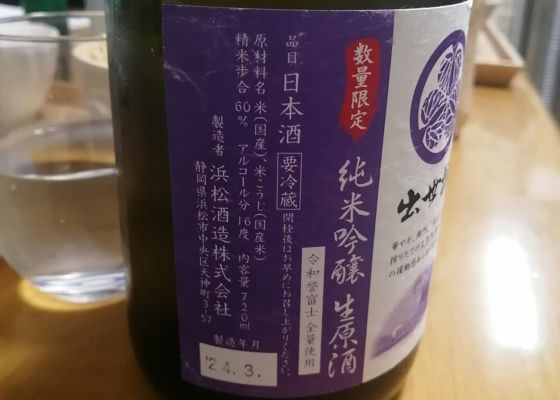 数量限定
純米吟醸 生原酒
令和誉富士 全量使用
品目 日本酒
要冷蔵 開栓後はお早めにお召し上がりください。
原材料名 米(国産)米こうじ(国産米)
精米歩合 60% アルコール分 16度 内容量 720ml
製造者 浜松酒造株式会社
静岡県浜松市中央区天神町3-57
製造年月
'24.3.
出世
華やか、